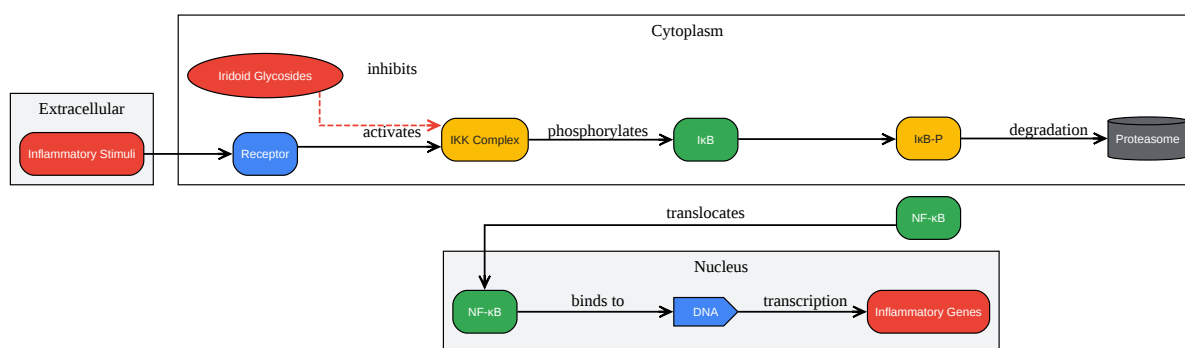 Cytoplasm
Iridoid Glycosides
inhibits
Extracellular
Inflammatory Stimuli
Receptor
activates
IKK Complex
phosphorylates
IκB
IκB-P
degradation
Proteasome
translocates
NF-κB
Nucleus
NF-κB
binds to
DNA
transcription
Inflammatory Genes